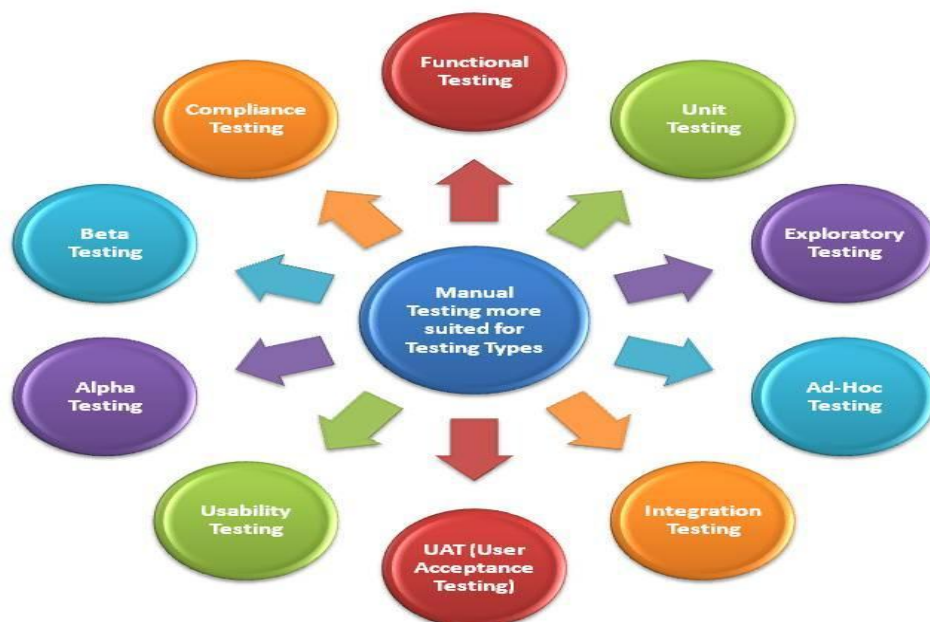 Functional
Testing
Unit
Testing
Exploratory
Testing
Ad-Hoc
Testing
Integration
Testing
UAT (User
Acceptance
Testing)
Usability
Testing
Alpha
Testing
Beta
Testing
Compliance
Testing
Manual
Testing more
suited for
Testing Types